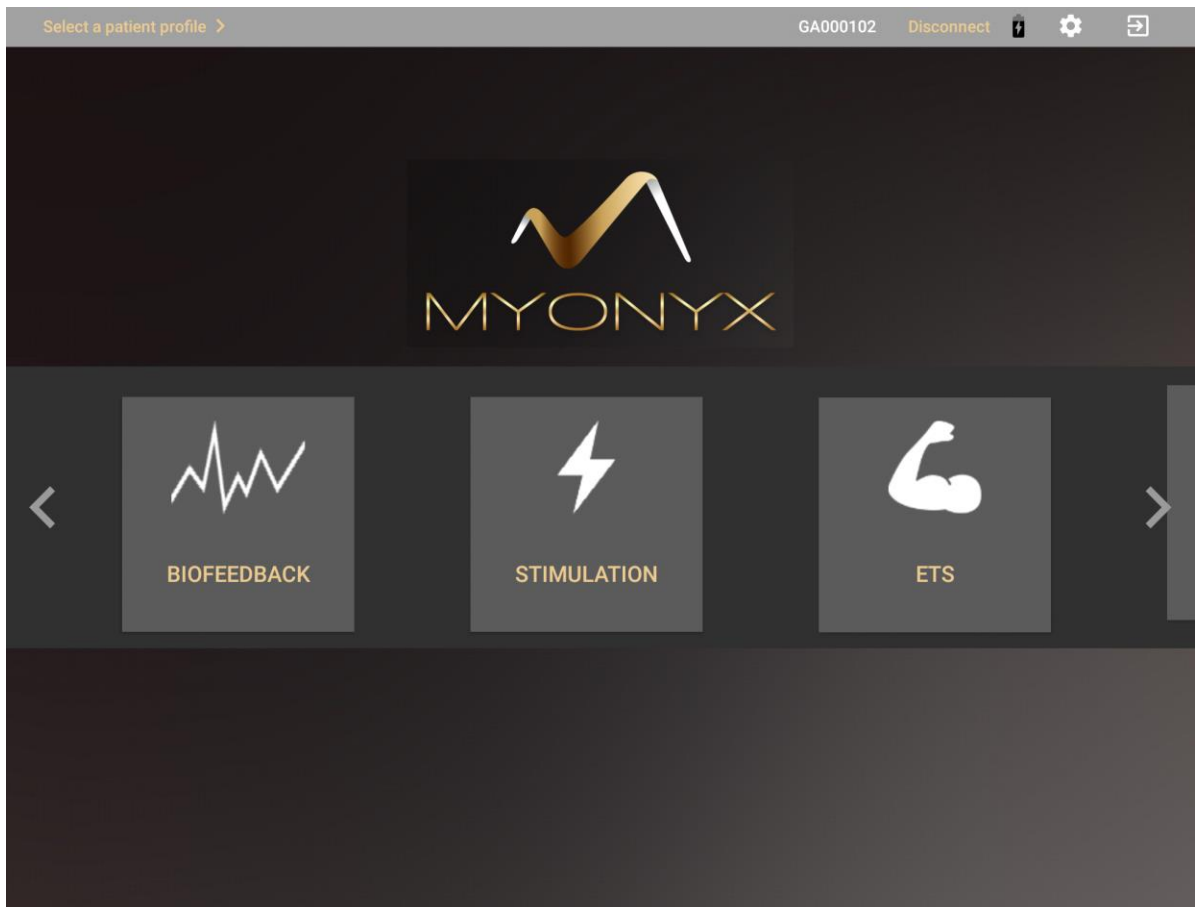 Select a patient profile
GA000102
Disconnect
MYONYX
BIOFEEDBACK
STIMULATION
ETS